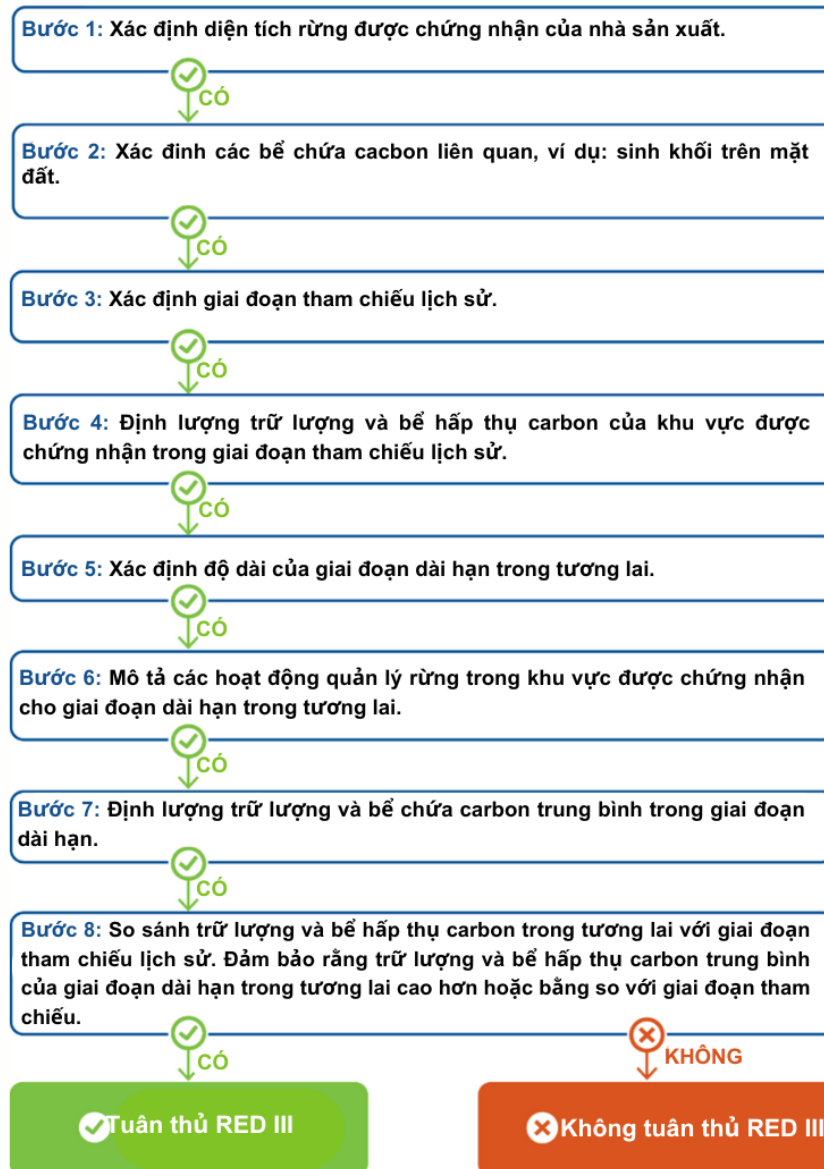 Bước 1: Xác định diện tích rừng được chứng nhận của nhà sản xuất.
CÓ
Bước 2: Xác đinh các bể chứa cacbon liên quan, ví dụ: sinh khối trên mặt
đất.
CÓ
Bước 3: Xác định giai đoạn tham chiếu lịch sử.
CÓ
Bước 4: Định lượng trữ lượng và bể hấp thụ carbon của khu vực được
chứng nhận trong giai đoạn tham chiếu lịch sử.
CÓ
Bước 5: Xác định độ dài của giai đoạn dài hạn trong tương lai.
CÓ
Bước 6: Mô tả các hoạt động quản lý rừng trong khu vực được chứng nhận
cho giai đoạn dài hạn trong tương lai.
CÓ
Bước 7: Định lượng trữ lượng và bể chứa carbon trung bình trong giai đoạn
dài hạn.
CÓ
Bước 8: So sánh trữ lượng và bể hấp thụ carbon trong tương lai với giai đoạn
tham chiếu lịch sử. Đảm bảo rằng trữ lượng và bể hấp thụ carbon trung bình
của giai đoạn dài hạn trong tương lai cao hơn hoặc bằng so với giai đoạn tham
chiếu.
CÓ
KHÔNG
Tuân thủ RED III
Không tuân thủ RED III